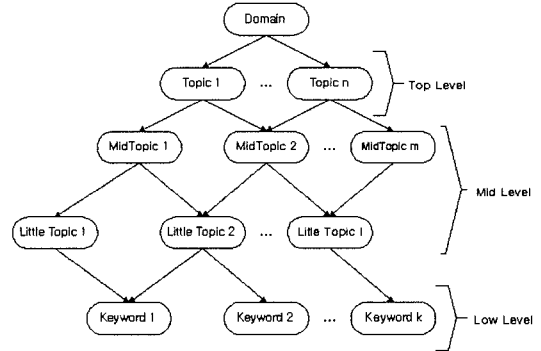 Domain
Topic 1 ... Topic n
Top Level
MidTopic 1 MidTopic 2 ... MidTopic m
Mid Level
Little Topic 1 Little Topic 2 ... Little Topic l
Keyword 1 Keyword 2 ... Keyword k
Low Level